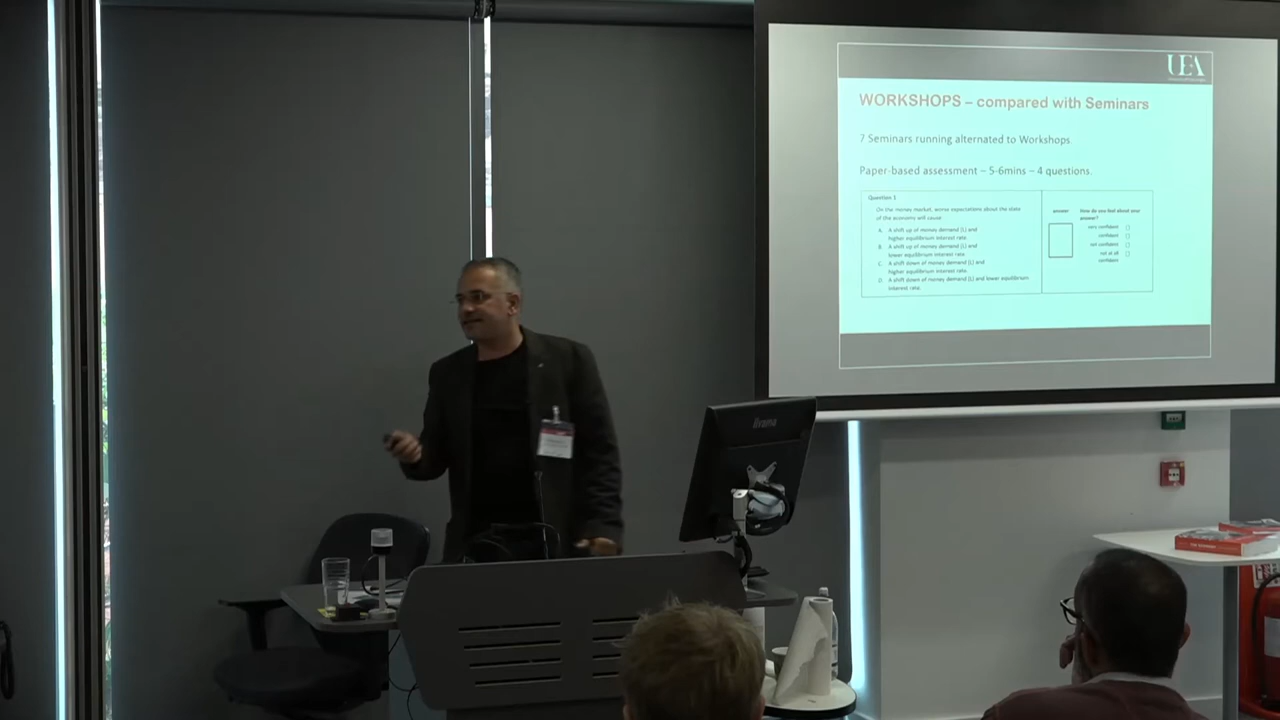 UEA
WORKSHOPS – compared with Seminars
7 Seminars running alternated to Workshops
Paper-based assessment – 5-6mins – 4 questions.
Question 1
On the money market, worse expectations about the state
of the economy will cause
A. A shift up of money demand (L) and
higher equilibrium interest rate.
B. A shift up of money demand (L) and
lower equilibrium interest rate
C. A shift down of money demand (L) and
higher equilibrium interest rate.
D. A shift down of money demand (L) and lower equilibrium
interest rate.
answer
How do you feel about your
answer?
very confident
confident
not confident
not at all
confident
iiyama